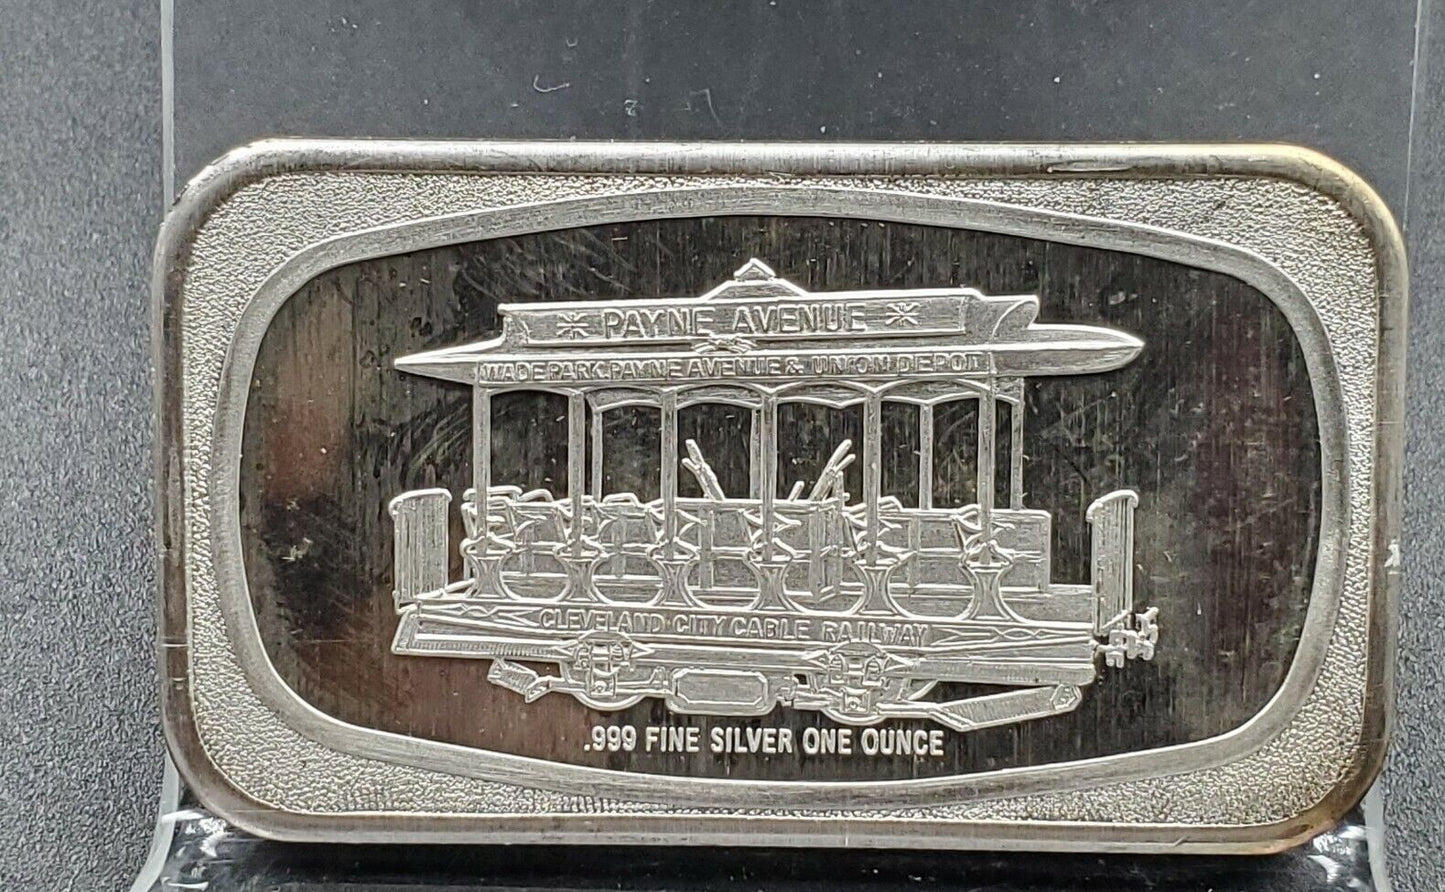 PAYNE AVENUE
WADE PARK, PAYNE AVENUE & UNION DEPOT
CLEVELAND CITY CABLE RAILWAY
.999 FINE SILVER ONE OUNCE